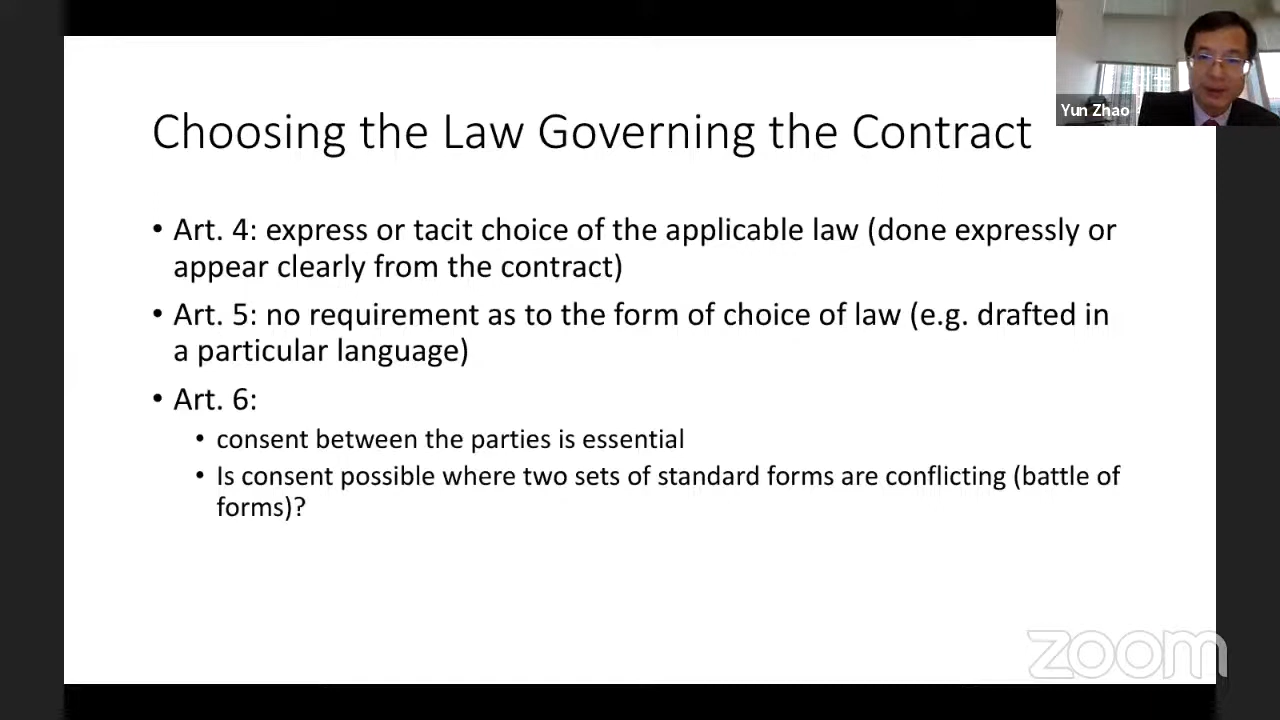 Yun Zhao
Choosing the Law Governing the Contract
• Art. 4: express or tacit choice of the applicable law (done expressly or
appear clearly from the contract)
• Art. 5: no requirement as to the form of choice of law (e.g. drafted in
a particular language)
• Art. 6:
• consent between the parties is essential
• Is consent possible where two sets of standard forms are conflicting (battle of
forms)?
zoom